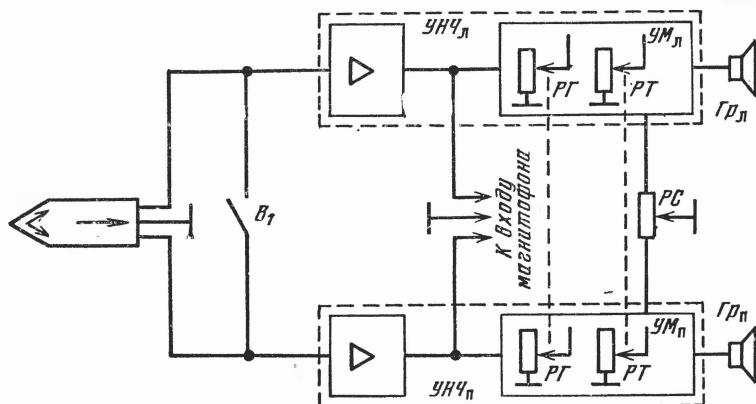 УНЧл
УМл
РГ
РТ
Грл
В1
К входу
магнитофона
РС
Грп
УМп
РГ
РТ
УНЧп